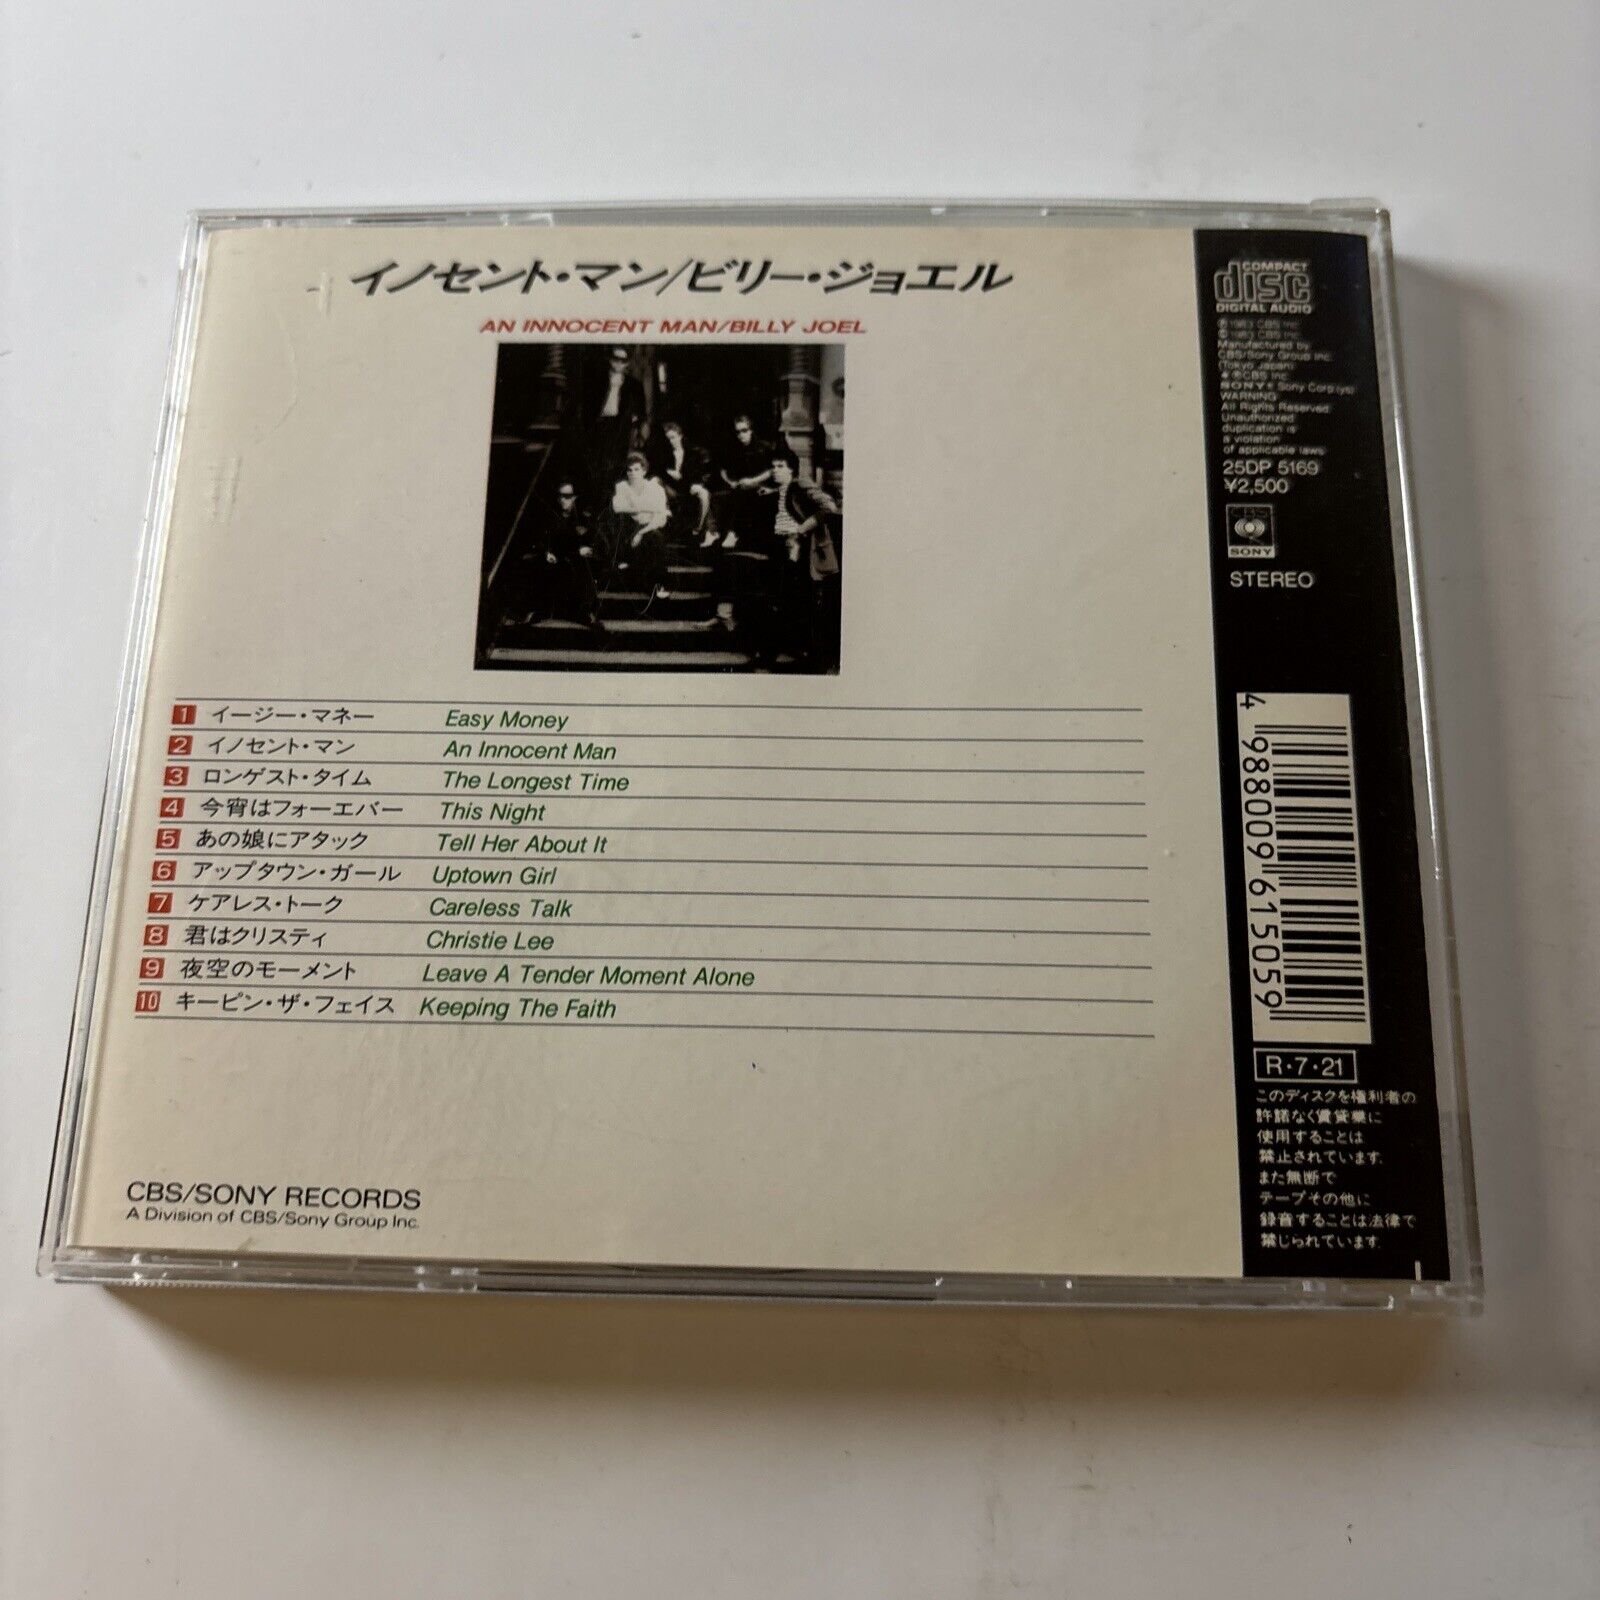 イノセント・マン/ビリー・ジョエル
AN INNOCENT MAN/BILLY JOEL
1 イージー・マネー Easy Money
2 イノセント・マン An Innocent Man
3 ロンゲスト・タイム The Longest Time
4 今宵はフォーエバー This Night
5 あの娘にアタック Tell Her About It
6 アップタウン・ガール Uptown Girl
7 ケアレス・トーク Careless Talk
8 君はクリスティ Christie Lee
9 夜空のモーメント Leave A Tender Moment Alone
10 キーピン・ザ・フェイス Keeping The Faith
CBS/SONY RECORDS
A Division of CBS/Sony Group Inc.
COMPACT
disc
DIGITAL AUDIO
℗1983 CBS Inc.
©1983 CBS Inc.
Manufactured by
CBS/Sony Group Inc.
(Tokyo Japan)
CBS Inc.
SONY® Sony Corp.
WARNING
All Rights Reserved.
Unauthorized
duplication is
a violation
of applicable laws.
25DP 5169
¥2,500
CBS
SONY
STEREO
4 988009 615059
R・7・21
このディスクを権利者の
許諾なく賃貸業に
使用することは
禁止されています.
また無断で
テープその他に
録音することは法律で
禁じられています.